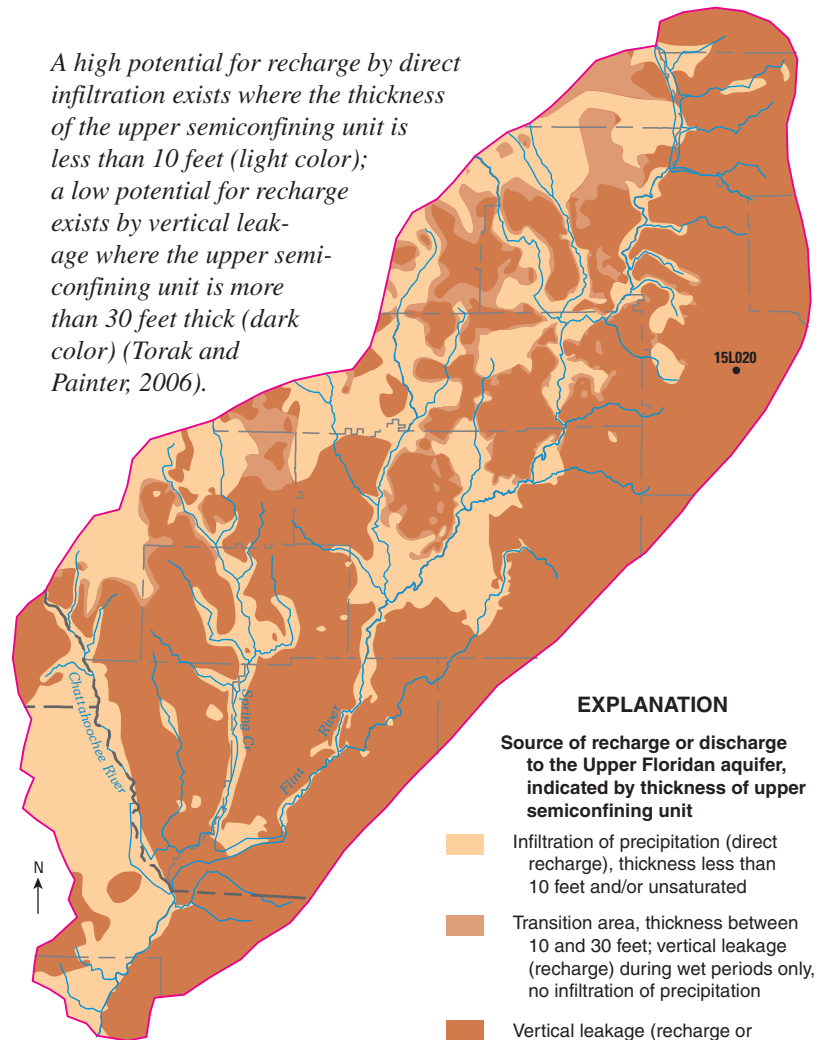 A high potential for recharge by direct
infiltration exists where the thickness
of the upper semiconfining unit is
less than 10 feet (light color);
a low potential for recharge
exists by vertical leak-
age where the upper semi-
confining unit is more
than 30 feet thick (dark
color) (Torak and
Painter, 2006).
15L020
Chattahoochee River
Spring Cr
Flint River
N
EXPLANATION
Source of recharge or discharge
to the Upper Floridan aquifer,
indicated by thickness of upper
semiconfining unit
Infiltration of precipitation (direct
recharge), thickness less than
10 feet and/or unsaturated
Transition area, thickness between
10 and 30 feet; vertical leakage
(recharge) during wet periods only,
no infiltration of precipitation
Vertical leakage (recharge or